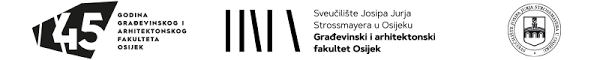 45
GODINA
GRAĐEVINSKOG I
ARHITEKTONSKOG
FAKULTETA
OSIJEK
Sveučilište Josipa Jurja
Strossmayera u Osijeku
Građevinski i arhitektonski
fakultet Osijek